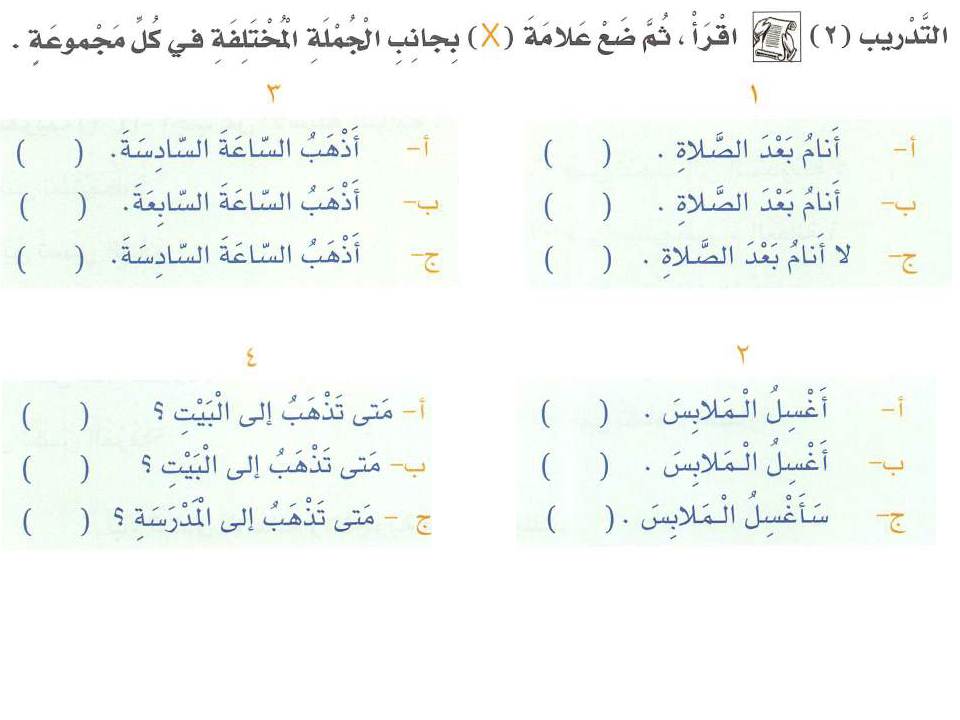 التَّدْرِيب (٢) اقْرَأْ، ثُمَّ ضَعْ عَلامَةَ (X) بِجانِبِ الْجُمْلَةِ الْمُخْتَلِفَةِ في كُلِّ مَجْموعَةٍ .
١
أ- أَنامُ بَعْدَ الصَّلاةِ . ( )
ب- أَنامُ بَعْدَ الصَّلاةِ . ( )
ج- لا أَنامُ بَعْدَ الصَّلاةِ . ( )
٢
أ- أَغْسِلُ الْمَلابِسَ . ( )
ب- أَغْسِلُ الْمَلابِسَ . ( )
ج- سَأَغْسِلُ الْمَلابِسَ . ( )
٣
أ- أَذْهَبُ السّاعَةَ السّادِسَةَ. ( )
ب- أَذْهَبُ السّاعَةَ السّابِعَةَ. ( )
ج- أَذْهَبُ السّاعَةَ السّادِسَةَ. ( )
٤
أ- مَتى تَذْهَبُ إلى الْبَيْتِ ؟ ( )
ب- مَتى تَذْهَبُ إلى الْبَيْتِ ؟ ( )
ج - مَتى تَذْهَبُ إلى الْمَدْرَسَةِ ؟ ( )